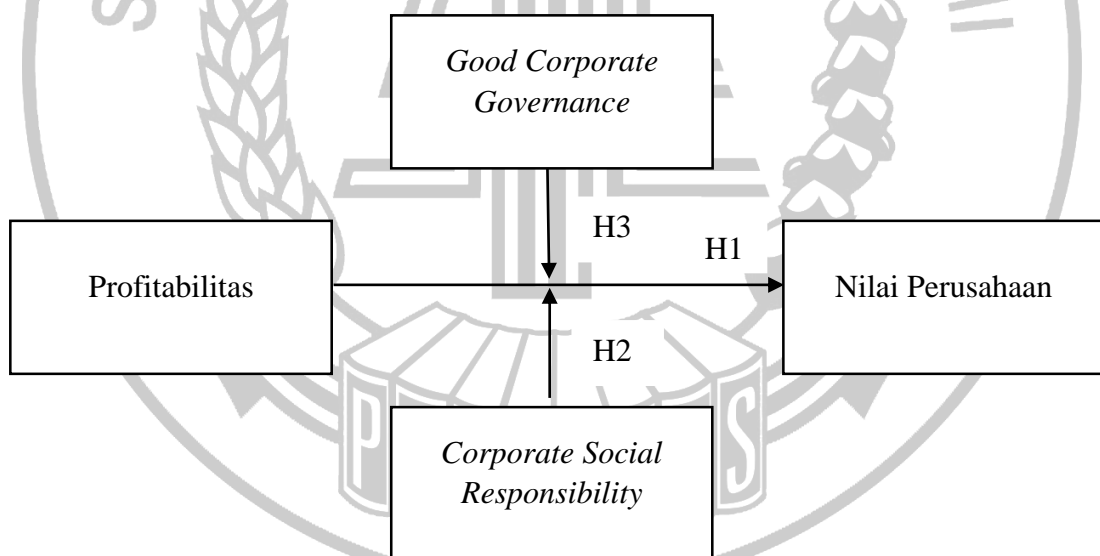 Good Corporate
Governance
H3
H1
Profitabilitas
Nilai Perusahaan
H2
Corporate Social
Responsibility